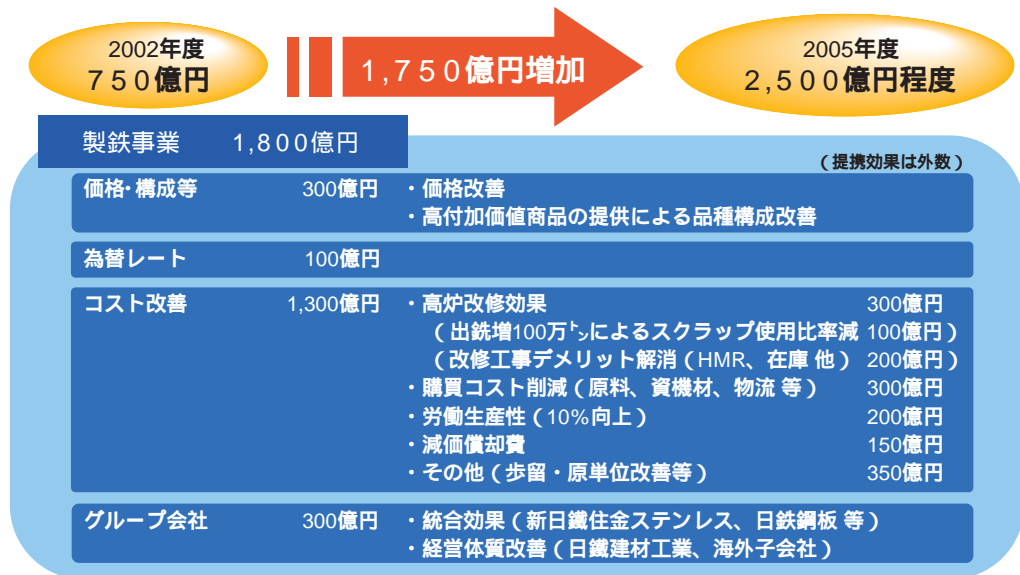 2002年度
750億円
1,750億円増加
2005年度
2,500億円程度
製鉄事業 1,800億円
(提携効果は外数)
価格・構成等 300億円 ・価格改善
・高付加価値商品の提供による品種構成改善
為替レート 100億円
コスト改善 1,300億円 ・高炉改修効果 300億円
(出銑増100万㌧によるスクラップ使用比率減 100億円)
(改修工事デメリット解消(HMR、在庫 他) 200億円)
・購買コスト削減(原料、資機材、物流 等) 300億円
・労働生産性(10%向上) 200億円
・減価償却費 150億円
・その他(歩留・原単位改善等) 350億円
グループ会社 300億円 ・統合効果(新日鐵住金ステンレス、日鉄鋼板 等)
・経営体質改善(日鐵建材工業、海外子会社)